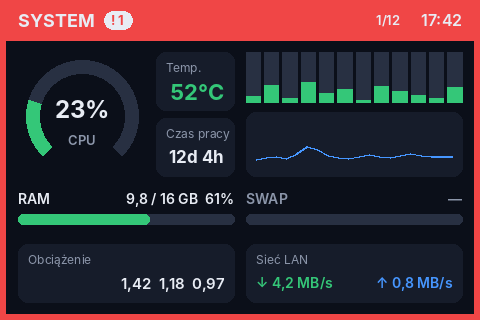 SYSTEM ! 1 1/12 17:42
23%
CPU
Temp.
52°C
Czas pracy
12d 4h
RAM 9,8 / 16 GB 61%
SWAP —
Obciążenie
1,42 1,18 0,97
Sieć LAN
↓ 4,2 MB/s ↑ 0,8 MB/s